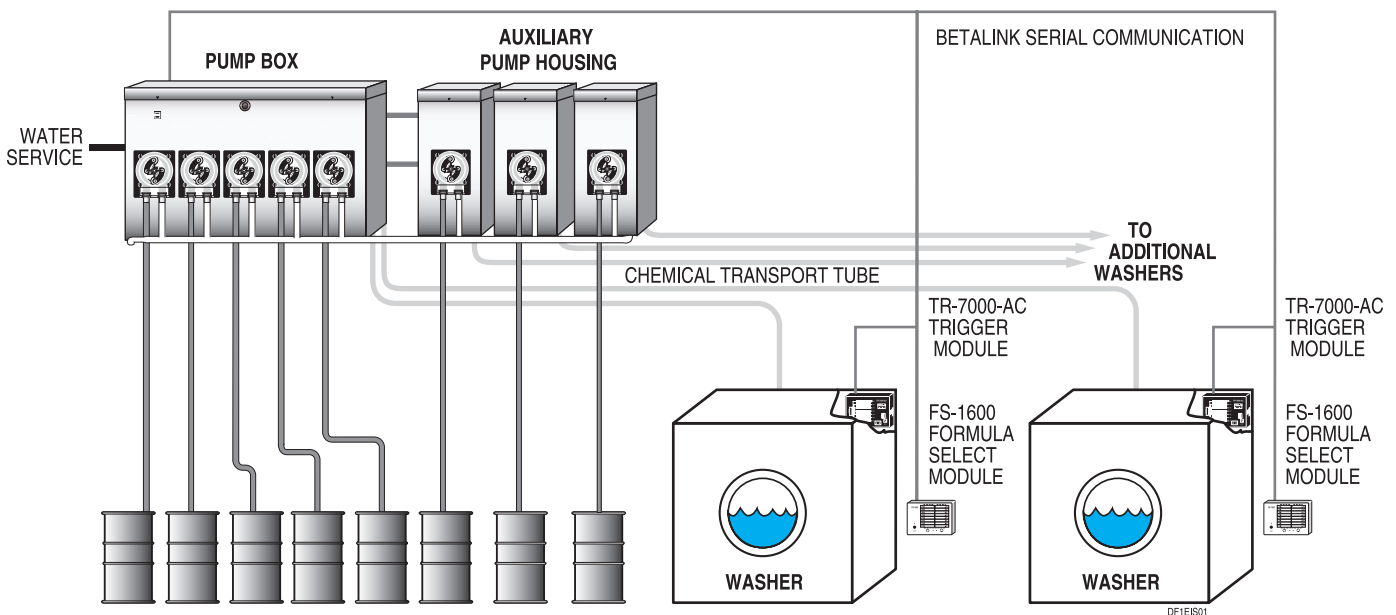 BETALINK SERIAL COMMUNICATION
AUXILIARY
PUMP HOUSING
PUMP BOX
WATER
SERVICE
TO
ADDITIONAL
WASHERS
CHEMICAL TRANSPORT TUBE
TR-7000-AC
TRIGGER
MODULE
TR-7000-AC
TRIGGER
MODULE
FS-1600
FORMULA
SELECT
MODULE
FS-1600
FORMULA
SELECT
MODULE
WASHER
WASHER
DF1EIS01